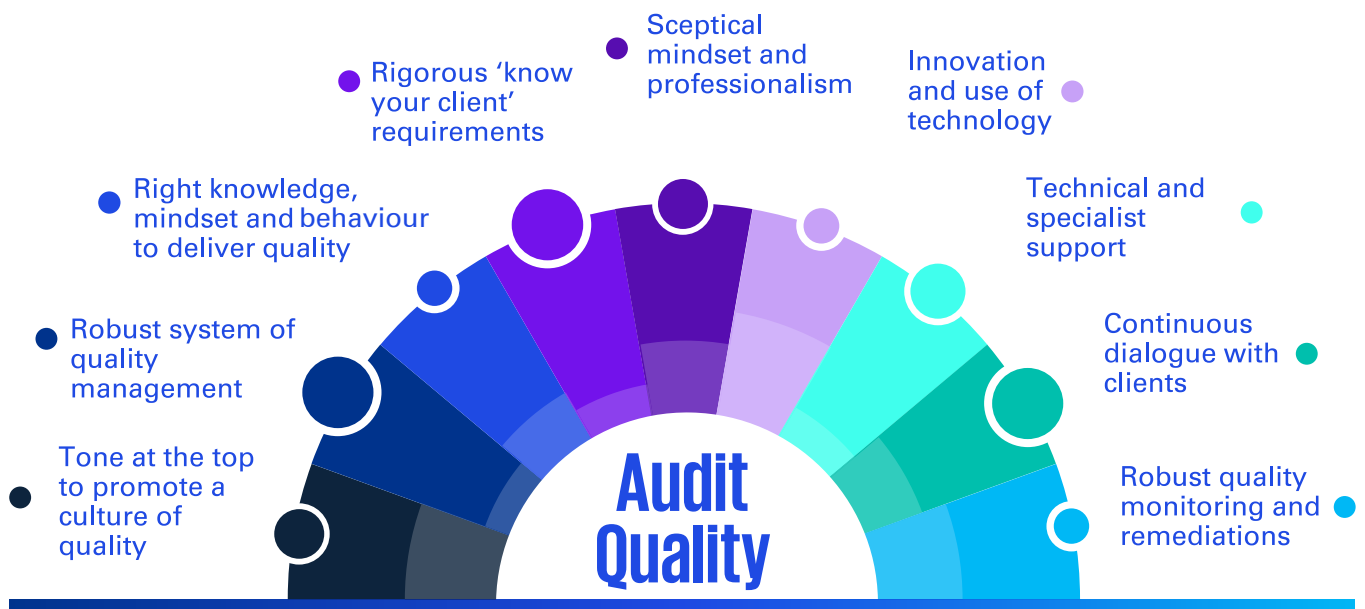 Sceptical
mindset and
professionalism
Rigorous ‘know
your client’
requirements
Innovation
and use of
technology
Right knowledge,
mindset and behaviour
to deliver quality
Technical and
specialist
support
Robust system of
quality
management
Continuous
dialogue with
clients
Tone at the top
to promote a
culture of
quality
Audit
Quality
Robust quality
monitoring and
remediations